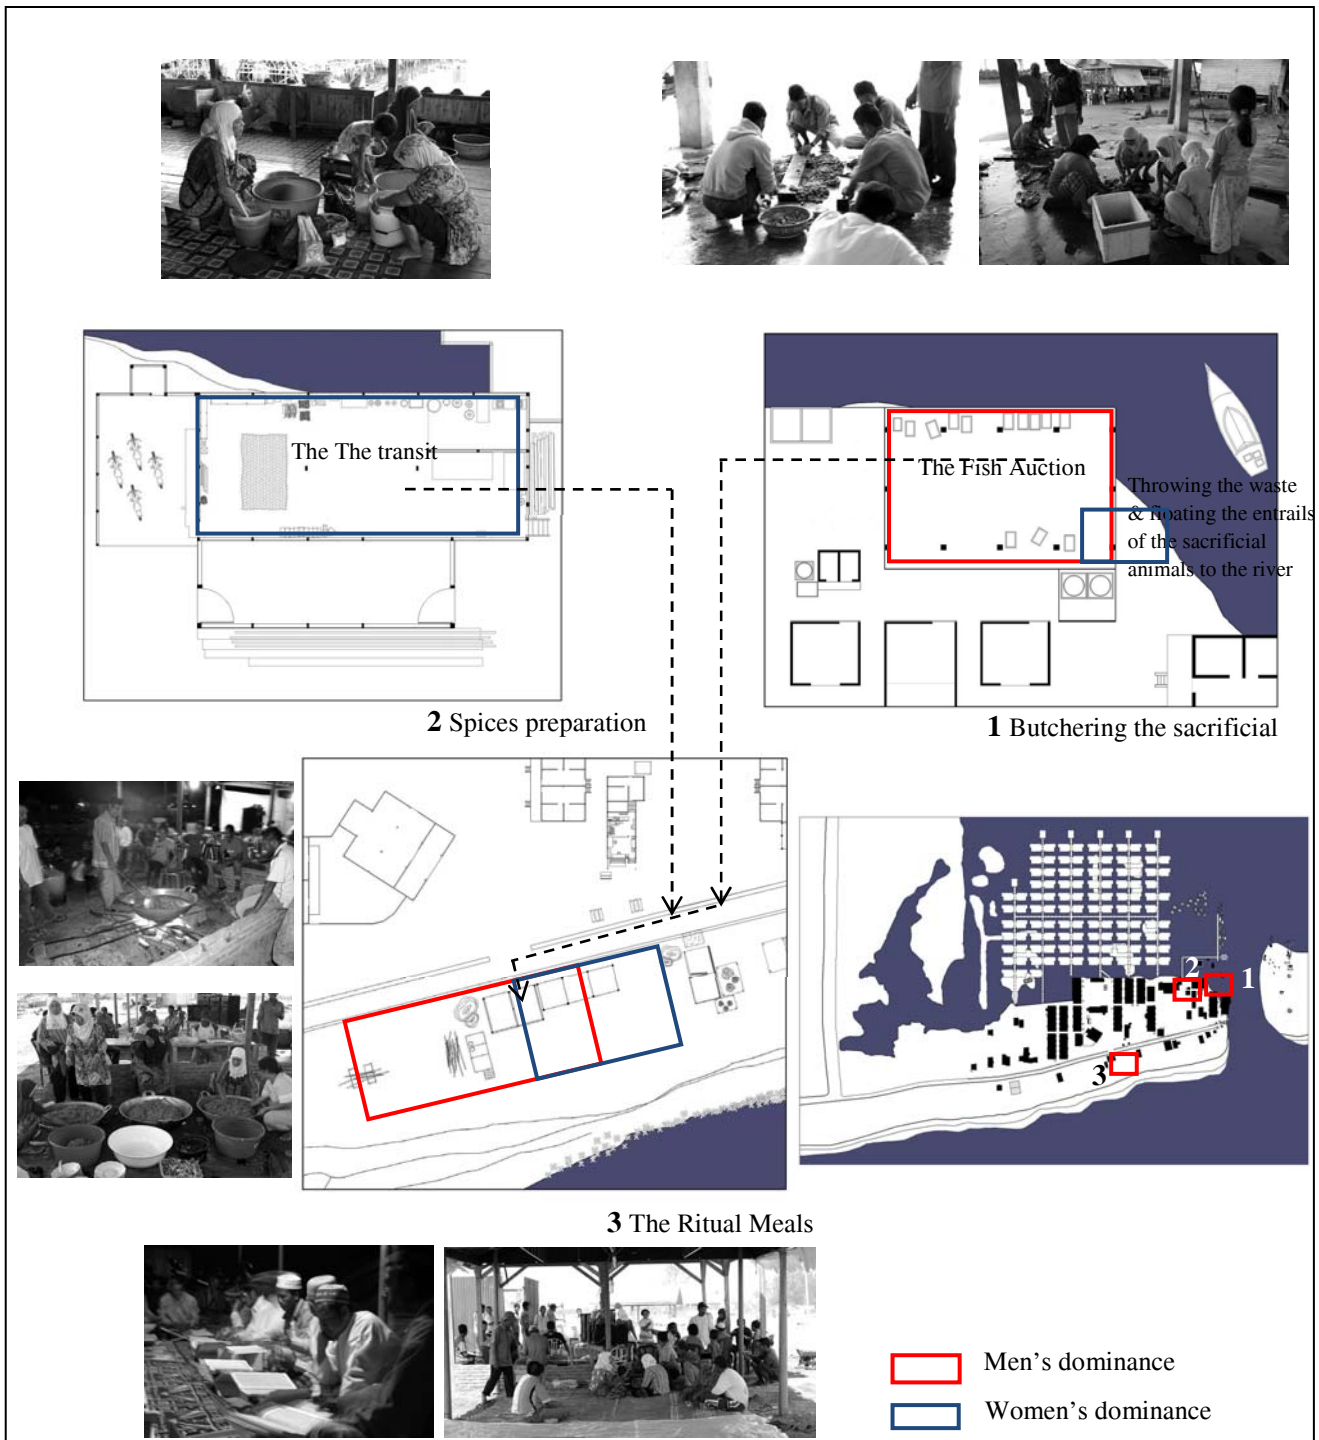 The The transit
The Fish Auction
Throwing the waste
& floating the entrails
of the sacrificial
animals to the river
2 Spices preparation
1 Butchering the sacrificial
2
1
3
3 The Ritual Meals
Men's dominance
Women's dominance